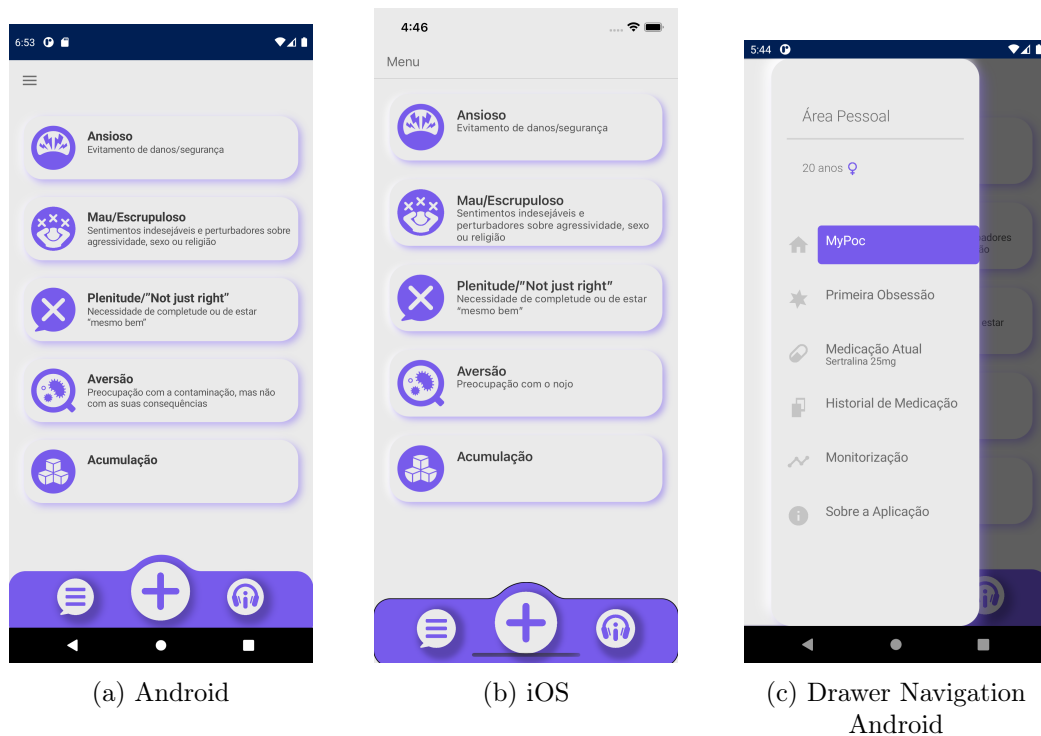 6:53
Ansioso
Evitamento de danos/segurança
Mau/Escrupuloso
Sentimentos indesejáveis e perturbadores sobre
agressividade, sexo ou religião
Plenitude/"Not just right"
Necessidade de completude ou de estar
"mesmo bem"
Aversão
Preocupação com a contaminação, mas não
com as suas consequências
Acumulação
(a) Android
4:46
Menu
Ansioso
Evitamento de danos/segurança
Mau/Escrupuloso
Sentimentos indesejáveis e
perturbadores sobre agressividade, sexo
ou religião
Plenitude/"Not just right"
Necessidade de completude ou de estar
"mesmo bem"
Aversão
Preocupação com o nojo
Acumulação
(b) iOS
5:44
Área Pessoal
20 anos
MyPoc
Primeira Obsessão
Medicação Atual
Sertralina 25mg
Historial de Medicação
Monitorização
Sobre a Aplicação
estar
(c) Drawer Navigation
Android